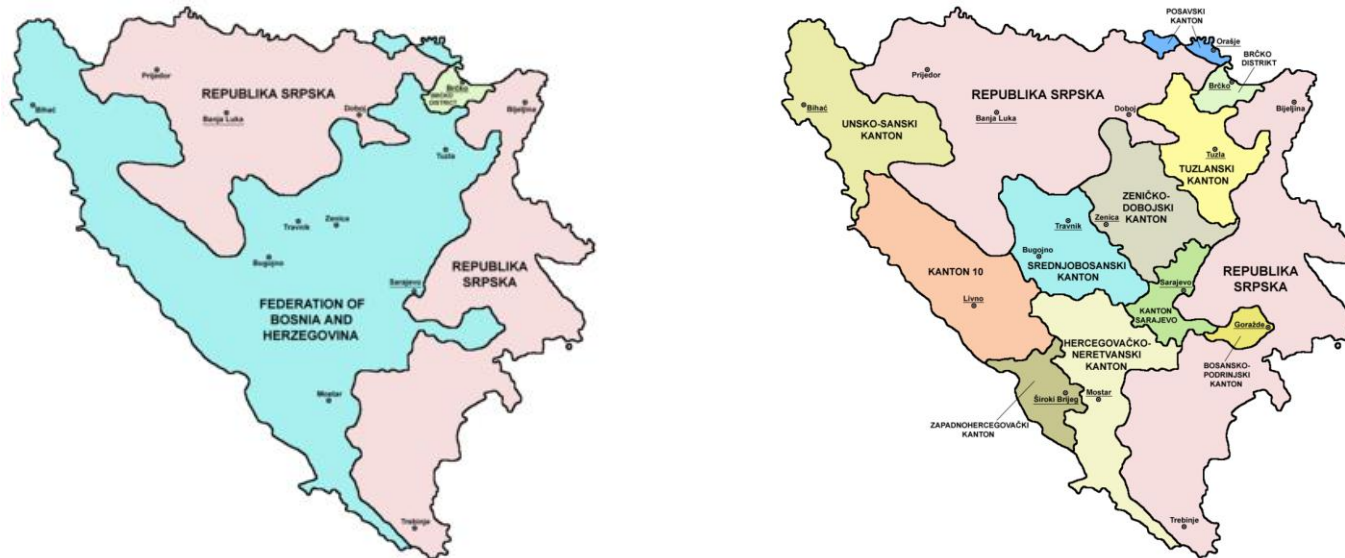 Prijedor
REPUBLIKA SRPSKA
Bihać
Banja Luka
Doboj
Brčko
BRČKO
DISTRICT
Bijeljina
Tuzla
Travnik
Zenica
Bugojno
Sarajevo
REPUBLIKA
SRPSKA
FEDERATION OF
BOSNIA AND
HERZEGOVINA
Mostar
Trebinje
POSAVSKI
KANTON
Orašje
BRČKO
DISTRIKT
Prijedor
REPUBLIKA SRPSKA
Brčko
Bihać
Banja Luka
Doboj
Bijeljina
UNSKO-SANSKI
KANTON
Tuzla
TUZLANSKI
KANTON
ZENIČKO-
DOBOJSKI
KANTON
Travnik
Zenica
Bugojno
SREDNJOBOSANSKI
KANTON
KANTON 10
Livno
Sarajevo
KANTON
SARAJEVO
REPUBLIKA
SRPSKA
Goražde
HERCEGOVAČKO-
NERETVANSKI
KANTON
BOSANSKO-
PODRINJSKI
KANTON
Široki Brijeg
Mostar
ZAPADNOHERCEGOVAČKI
KANTON
Trebinje